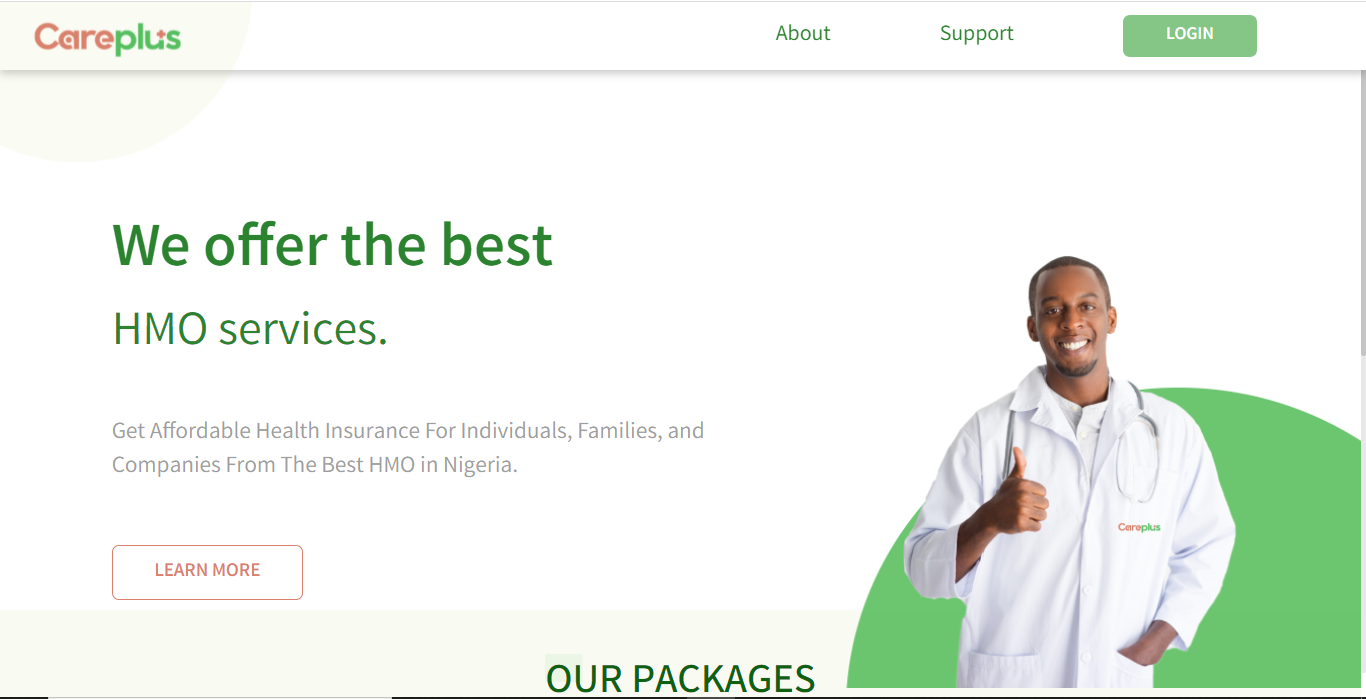 Careplus
About
Support
LOGIN
We offer the best
HMO services.
Get Affordable Health Insurance For Individuals, Families, and
Companies From The Best HMO in Nigeria.
LEARN MORE
Careplus
OUR PACKAGES